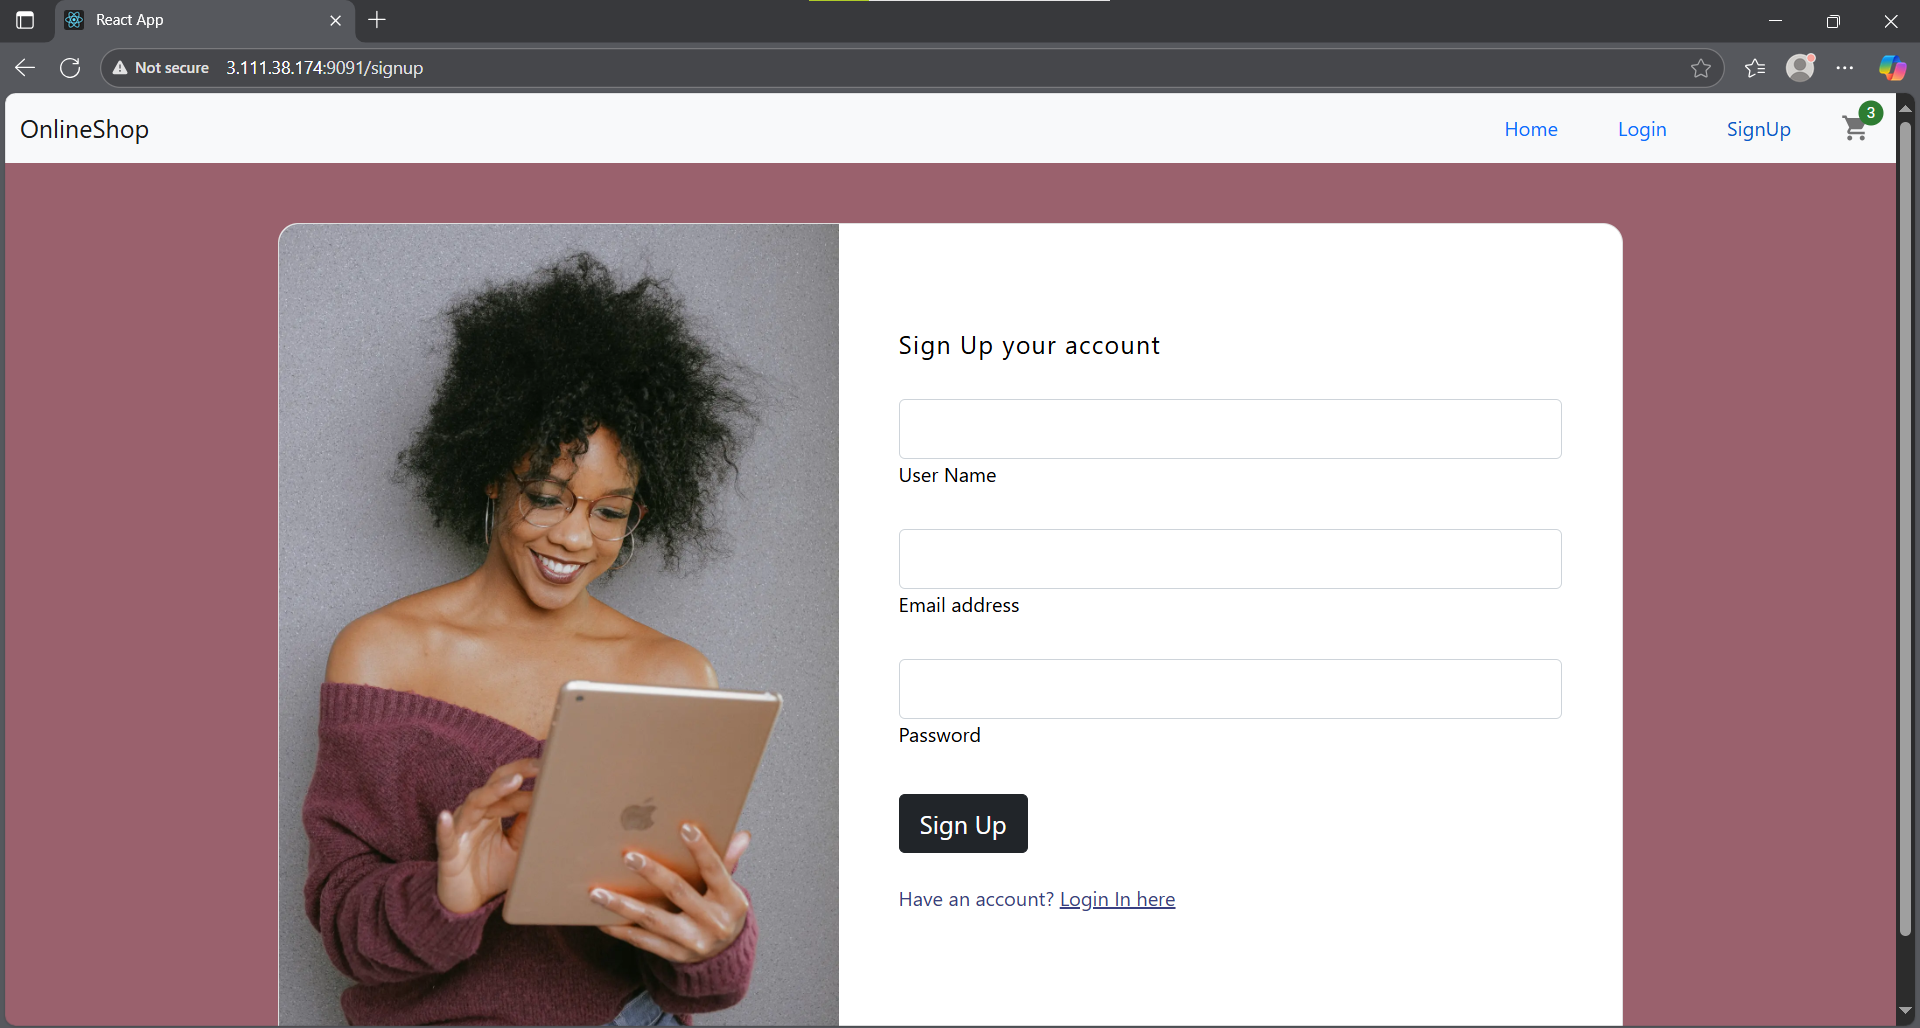 React App
Not secure 3.111.38.174:9091/signup
OnlineShop Home Login SignUp 3
Sign Up your account
User Name
Email address
Password
Sign Up
Have an account? Login In here